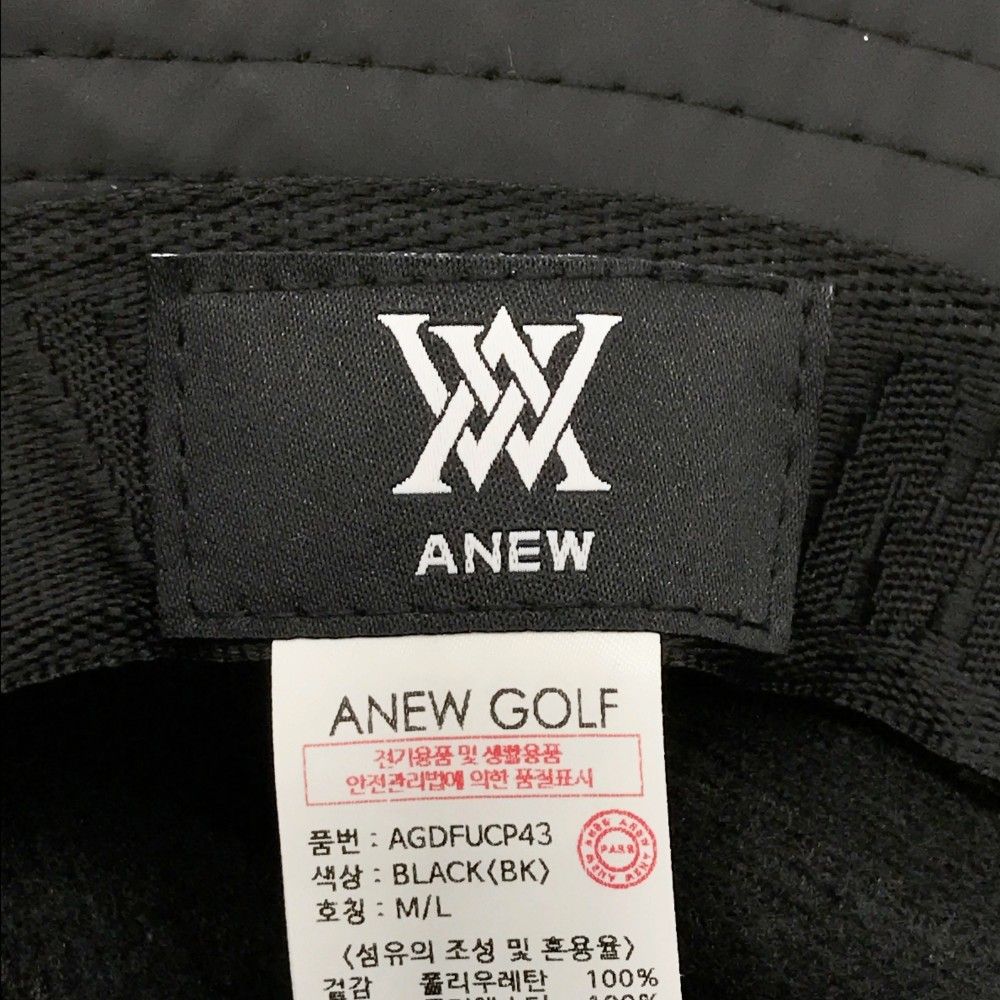 ANEW
ANEW GOLF
전기용품 및 생활용품
안전관리법에 의한 품질표시
품번 : AGDFUCP43
색상 : BLACK(BK)
호칭 : M/L
PASS
〈섬유의 조성 및 혼용율〉
겉감 폴리우레탄 100%